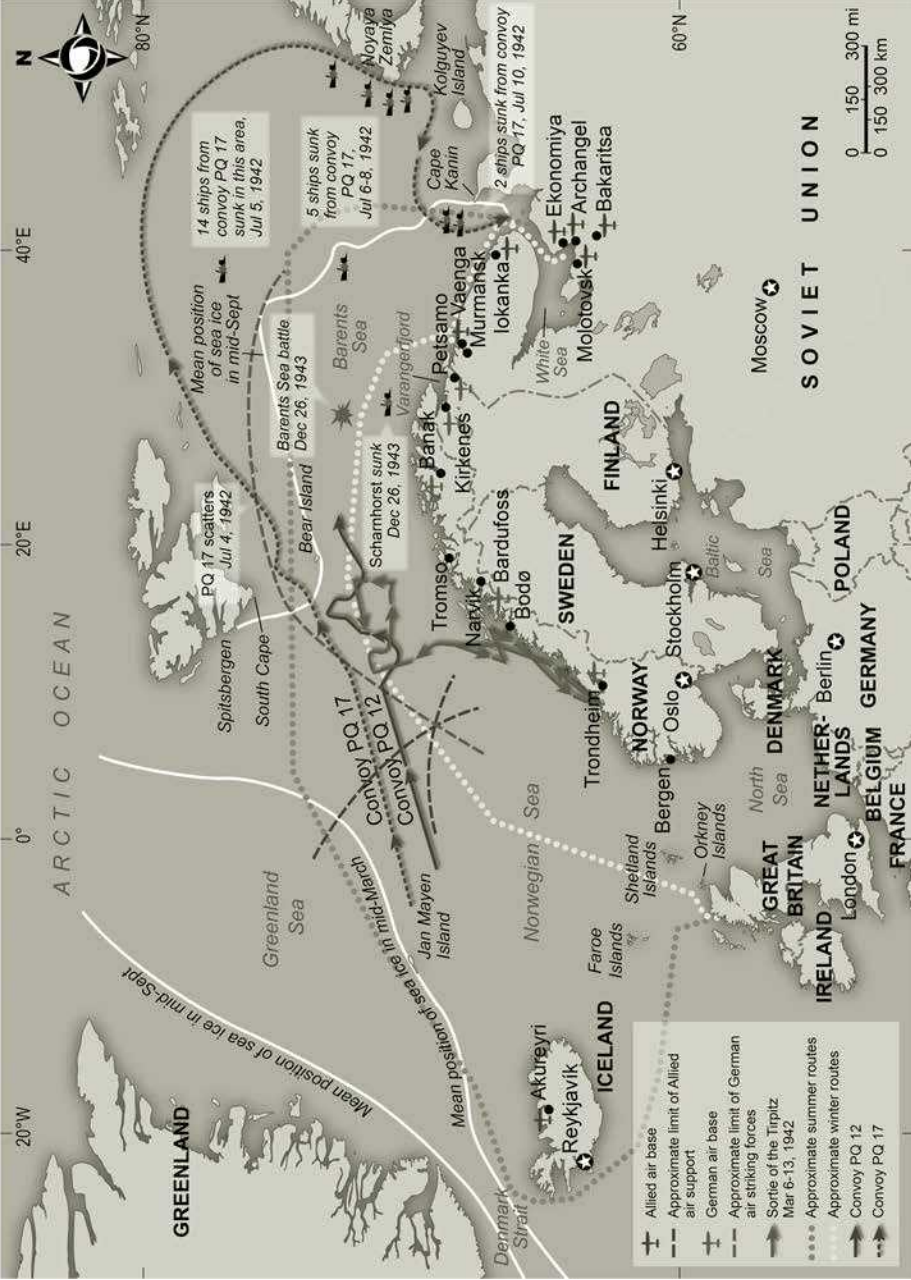 N
20°W
0°
20°E
40°E
80°N
60°N
ARCTIC OCEAN
GREENLAND
Denmark
Strait
Mean position of sea ice in mid-Sept
Mean position of sea ice in mid-March
Greenland
Sea
Jan Mayen
Island
Convoy PQ 17
Convoy PQ 12
Norwegian Sea
Spitsbergen
South Cape
PQ 17 scatters
Jul 4, 1942
Bear Island
Mean position
of sea ice
in mid-Sept
14 ships from
convoy PQ 17
sunk in this area,
Jul 5, 1942
5 ships sunk
from convoy
PQ 17,
Jul 6-8, 1942
2 ships sunk from convoy
PQ 17, Jul 10, 1942
Novaya
Zemlya
Kolguyev
Island
Cape
Kanin
Barents Sea battle
Dec 26, 1943
Barents
Sea
Scharnhorst sunk
Dec 26, 1943
Varangerfjord
Petsamo
Vaenga
Murmansk
Iokanka
Banak
Kirkenes
Tromso
Bardufoss
Narvik
Bodø
Trondheim
Bergen
Oslo
NORWAY
SWEDEN
FINLAND
Helsinki
Stockholm
Baltic
Sea
White
Sea
Ekonomiya
Archangel
Bakaritsa
Molotovsk
Moscow
SOVIET UNION
POLAND
GERMANY
Berlin
DENMARK
NETHER-
LANDS
BELGIUM
FRANCE
North
Sea
GREAT
BRITAIN
London
IRELAND
Orkney
Islands
Shetland
Islands
Faroe
Islands
ICELAND
Akureyri
Reykjavik
0 150 300 mi
0 150 300 km
Allied air base
Approximate limit of Allied
air support
German air base
Approximate limit of German
air striking forces
Sortie of the Tirpitz
Mar 6-13, 1942
Approximate summer routes
Approximate winter routes
Convoy PQ 12
Convoy PQ 17